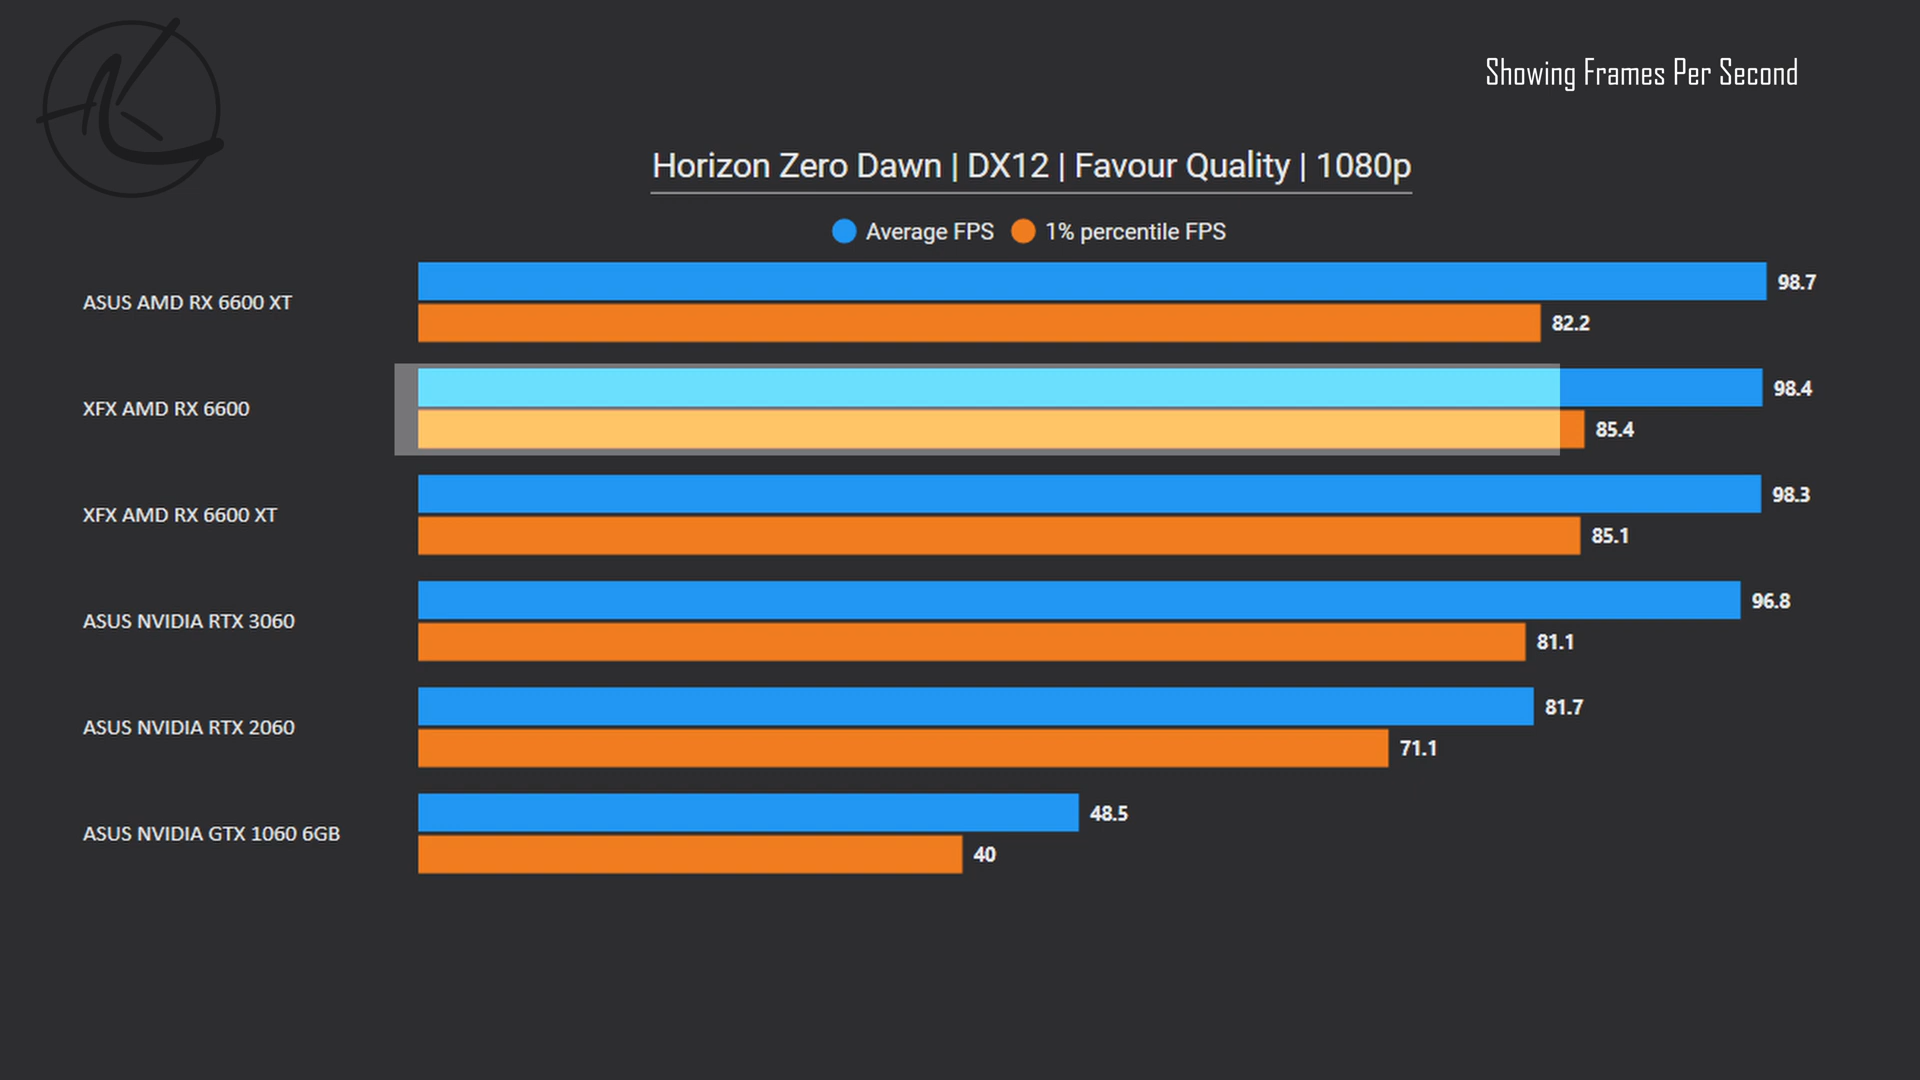 Showing Frames Per Second
Horizon Zero Dawn | DX12 | Favour Quality | 1080p
Average FPS 1% percentile FPS
ASUS AMD RX 6600 XT
98.7
82.2
XFX AMD RX 6600
98.4
85.4
XFX AMD RX 6600 XT
98.3
85.1
ASUS NVIDIA RTX 3060
96.8
81.1
ASUS NVIDIA RTX 2060
81.7
71.1
ASUS NVIDIA GTX 1060 6GB
48.5
40